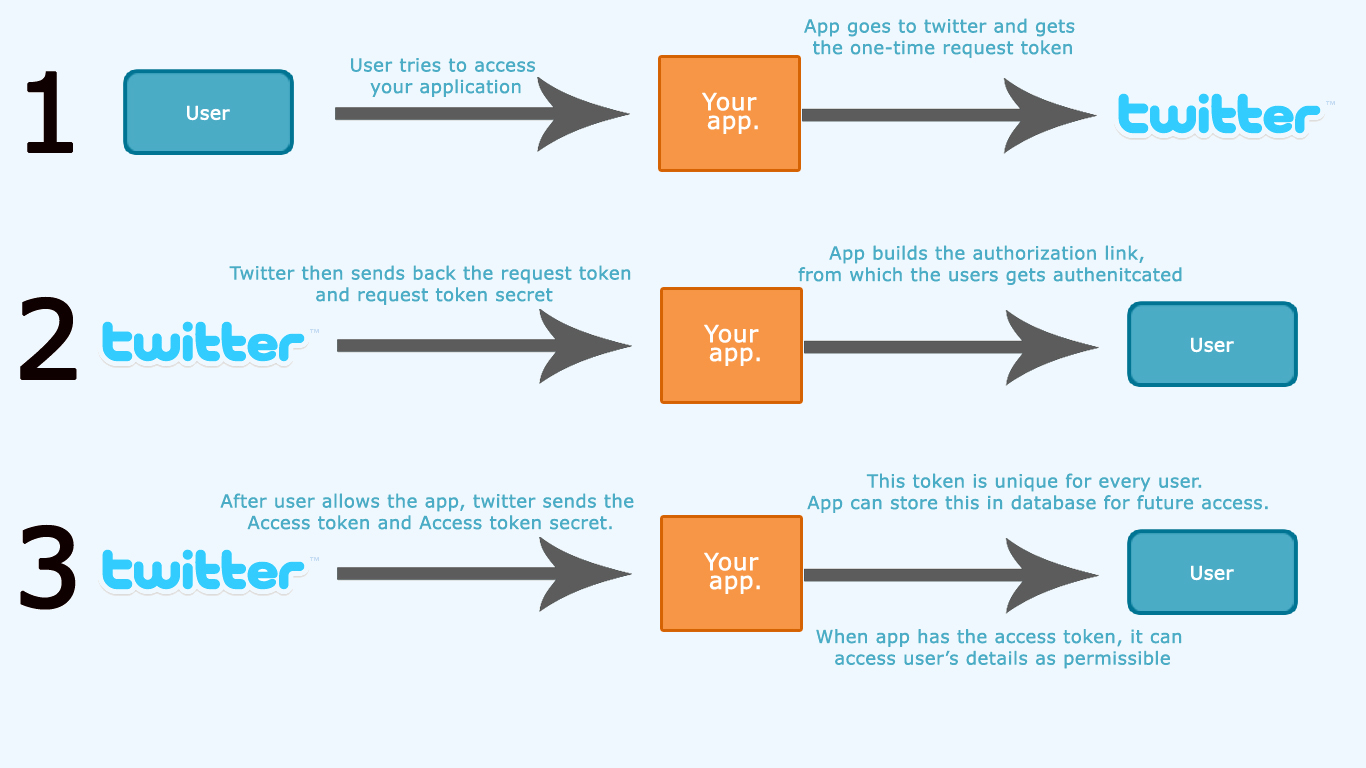 1
User
User tries to access
your application
Your
app.
App goes to twitter and gets
the one-time request token
twitter™
2
twitter™
Twitter then sends back the request token
and request token secret
Your
app.
App builds the authorization link,
from which the users gets authenitcated
User
3
twitter™
After user allows the app, twitter sends the
Access token and Access token secret.
Your
app.
This token is unique for every user.
App can store this in database for future access.
User
When app has the access token, it can
access user’s details as permissible